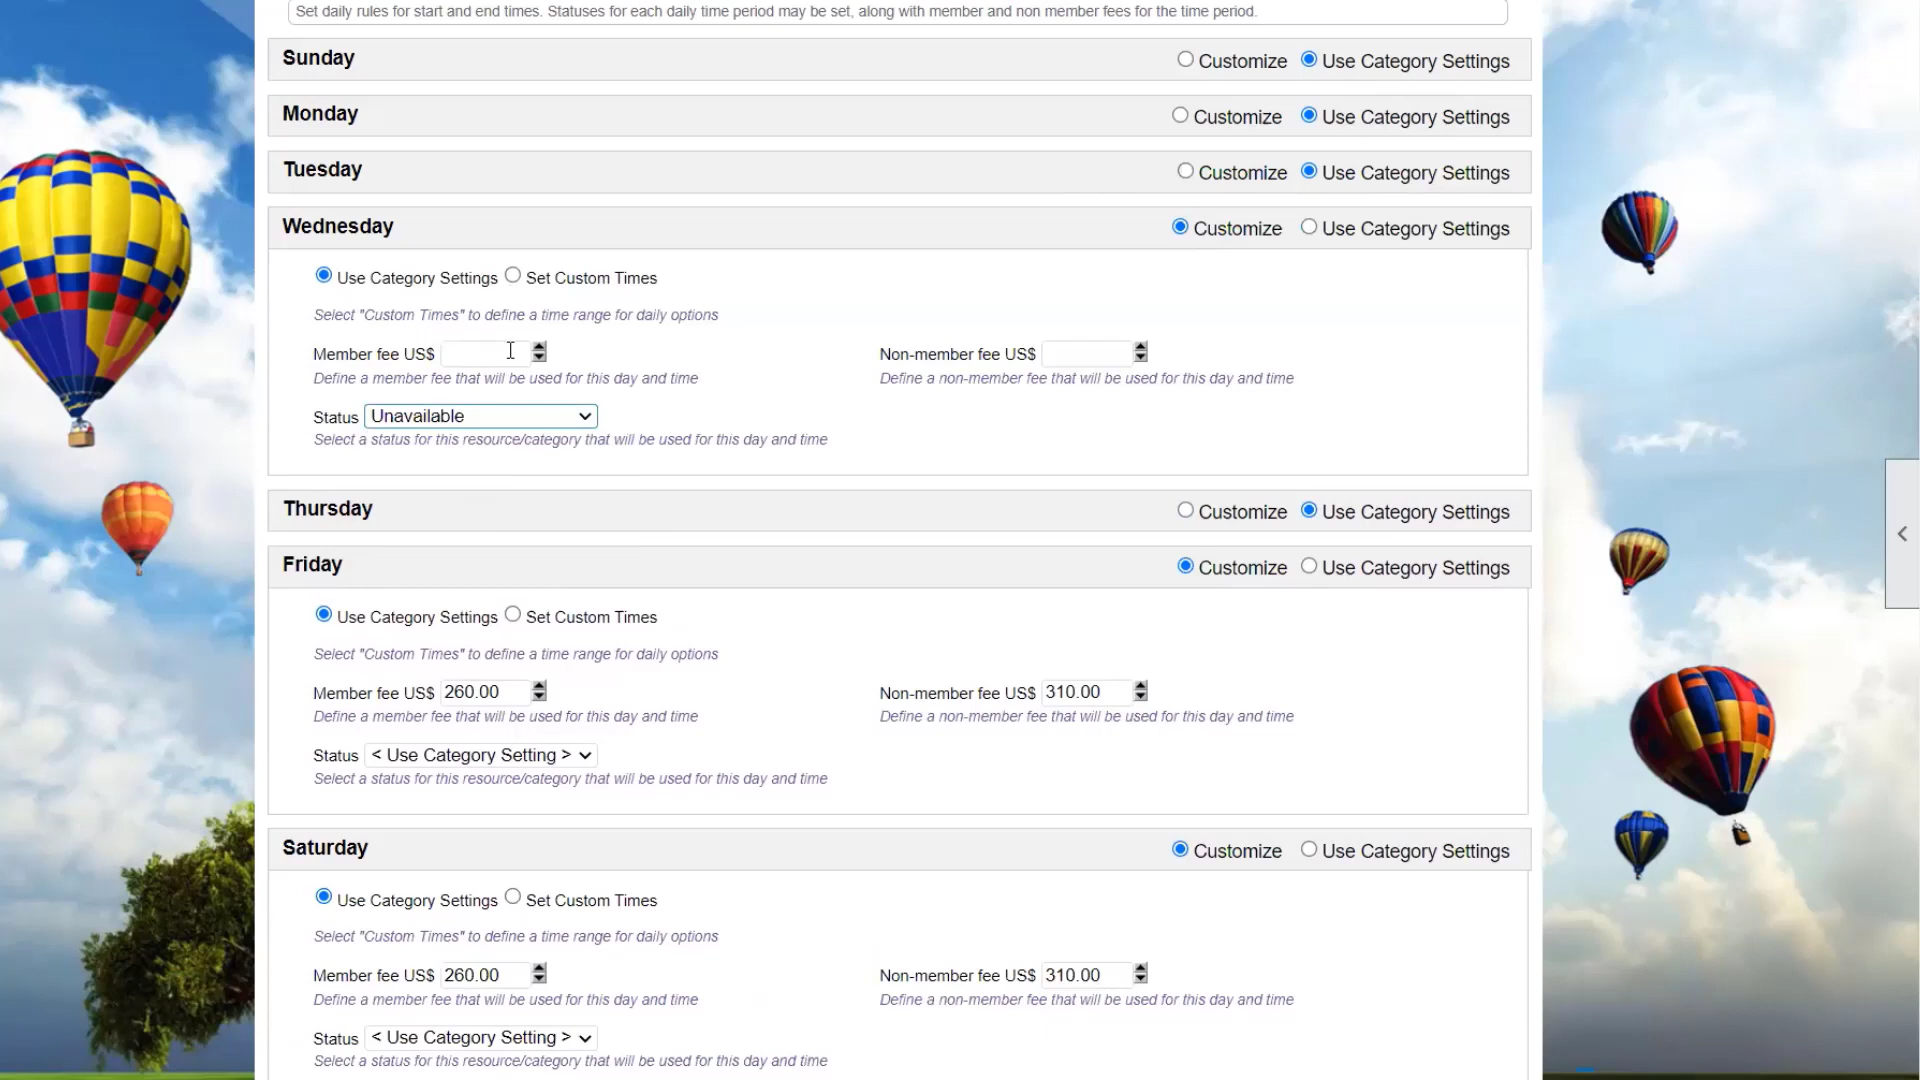 Set daily rules for start and end times. Statuses for each daily time period may be set, along with member and non member fees for the time period.
Sunday Customize Use Category Settings
Monday Customize Use Category Settings
Tuesday Customize Use Category Settings
Wednesday Customize Use Category Settings
Use Category Settings Set Custom Times
Select "Custom Times" to define a time range for daily options
Member fee US$ Non-member fee US$
Define a member fee that will be used for this day and time Define a non-member fee that will be used for this day and time
Status Unavailable
Select a status for this resource/category that will be used for this day and time
Thursday Customize Use Category Settings
Friday Customize Use Category Settings
Use Category Settings Set Custom Times
Select "Custom Times" to define a time range for daily options
Member fee US$ 260.00 Non-member fee US$ 310.00
Define a member fee that will be used for this day and time Define a non-member fee that will be used for this day and time
Status < Use Category Setting >
Select a status for this resource/category that will be used for this day and time
Saturday Customize Use Category Settings
Use Category Settings Set Custom Times
Select "Custom Times" to define a time range for daily options
Member fee US$ 260.00 Non-member fee US$ 310.00
Define a member fee that will be used for this day and time Define a non-member fee that will be used for this day and time
Status < Use Category Setting >
Select a status for this resource/category that will be used for this day and time